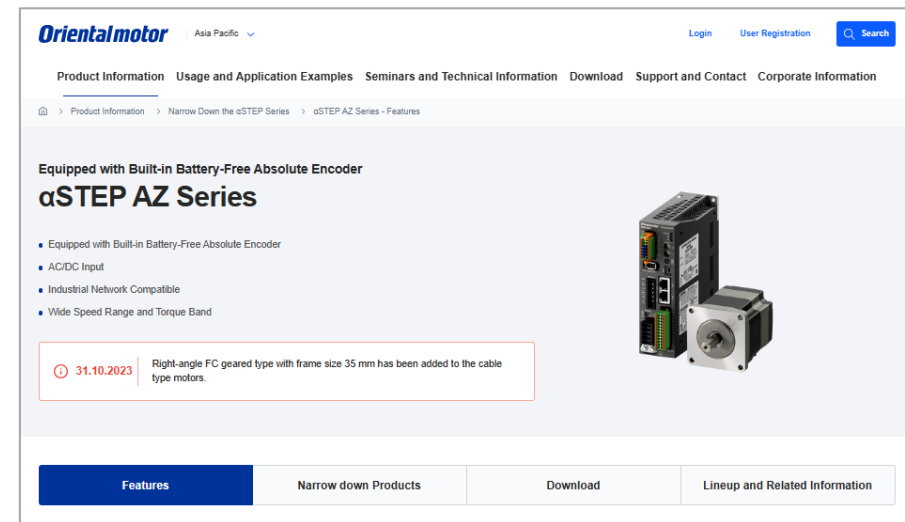 Orientalmotor
Asia Pacific
Login
User Registration
Search
Product Information
Usage and Application Examples
Seminars and Technical Information
Download
Support and Contact
Corporate Information
> Product Information > Narrow Down the αSTEP Series > αSTEP AZ Series - Features
Equipped with Built-in Battery-Free Absolute Encoder
αSTEP AZ Series
Equipped with Built-in Battery-Free Absolute Encoder
AC/DC Input
Industrial Network Compatible
Wide Speed Range and Torque Band
31.10.2023
Right-angle FC geared type with frame size 35 mm has been added to the cable
type motors.
Features
Narrow down Products
Download
Lineup and Related Information